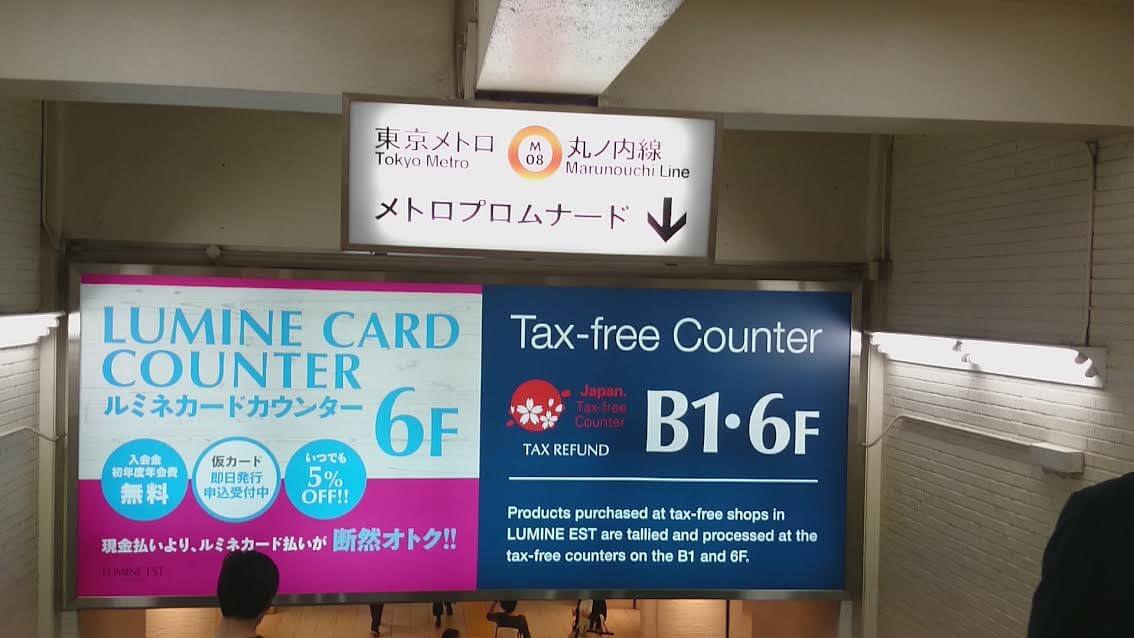 東京メトロ
Tokyo Metro
M
08
丸ノ内線
Marunouchi Line
メトロプロムナード ↓
LUMINE CARD
COUNTER
ルミネカードカウンター
6F
入会金
初年度年会費
無料
仮カード
即日発行
申込受付中
いつでも
5%
OFF!!
現金払いより、ルミネカード払いが 断然オトク!!
LUMINE EST
Tax-free Counter
Japan.
Tax-free
Counter
TAX REFUND
B1・6F
Products purchased at tax-free shops in
LUMINE EST are tallied and processed at the
tax-free counters on the B1 and 6F.